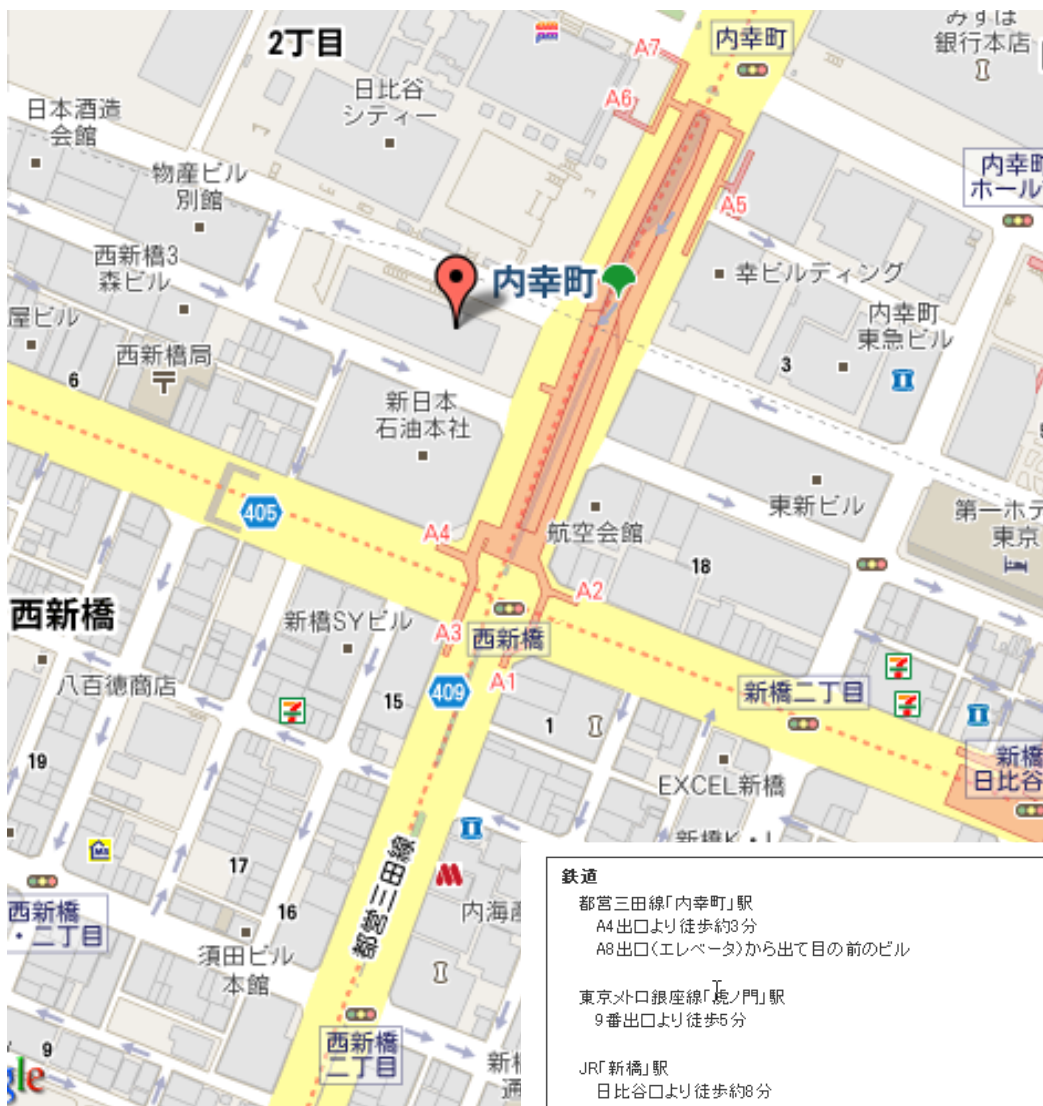 2丁目
pm
A7
内幸町
みずほ
銀行本店
日比谷
シティー
A6
日本酒造
会館
物産ビル
別館
内幸町
ホール
A5
西新橋3
森ビル
内幸町
幸ビルディング
屋ビル
内幸町
東急ビル
西新橋局
6
3
新日本
石油本社
405
A4
航空会館
東新ビル
第一ホテ
東京
18
A2
西新橋
新橋SYビル
A3
西新橋
八百徳商店
409
A1
新橋二丁目
15
1
19
EXCEL新橋
新橋
日比谷
新橋K・I
都営三田線
17
16
内海産
西新橋
・二丁目
須田ビル
本館
西新橋
二丁目
9
新橋
通
gle
鉄道
都営三田線「内幸町」駅
A4出口より徒歩約3分
A8出口(エレベータ)から出て目の前のビル
東京メトロ銀座線「虎ノ門」駅
9番出口より徒歩5分
JR「新橋」駅
日比谷口より徒歩約8分